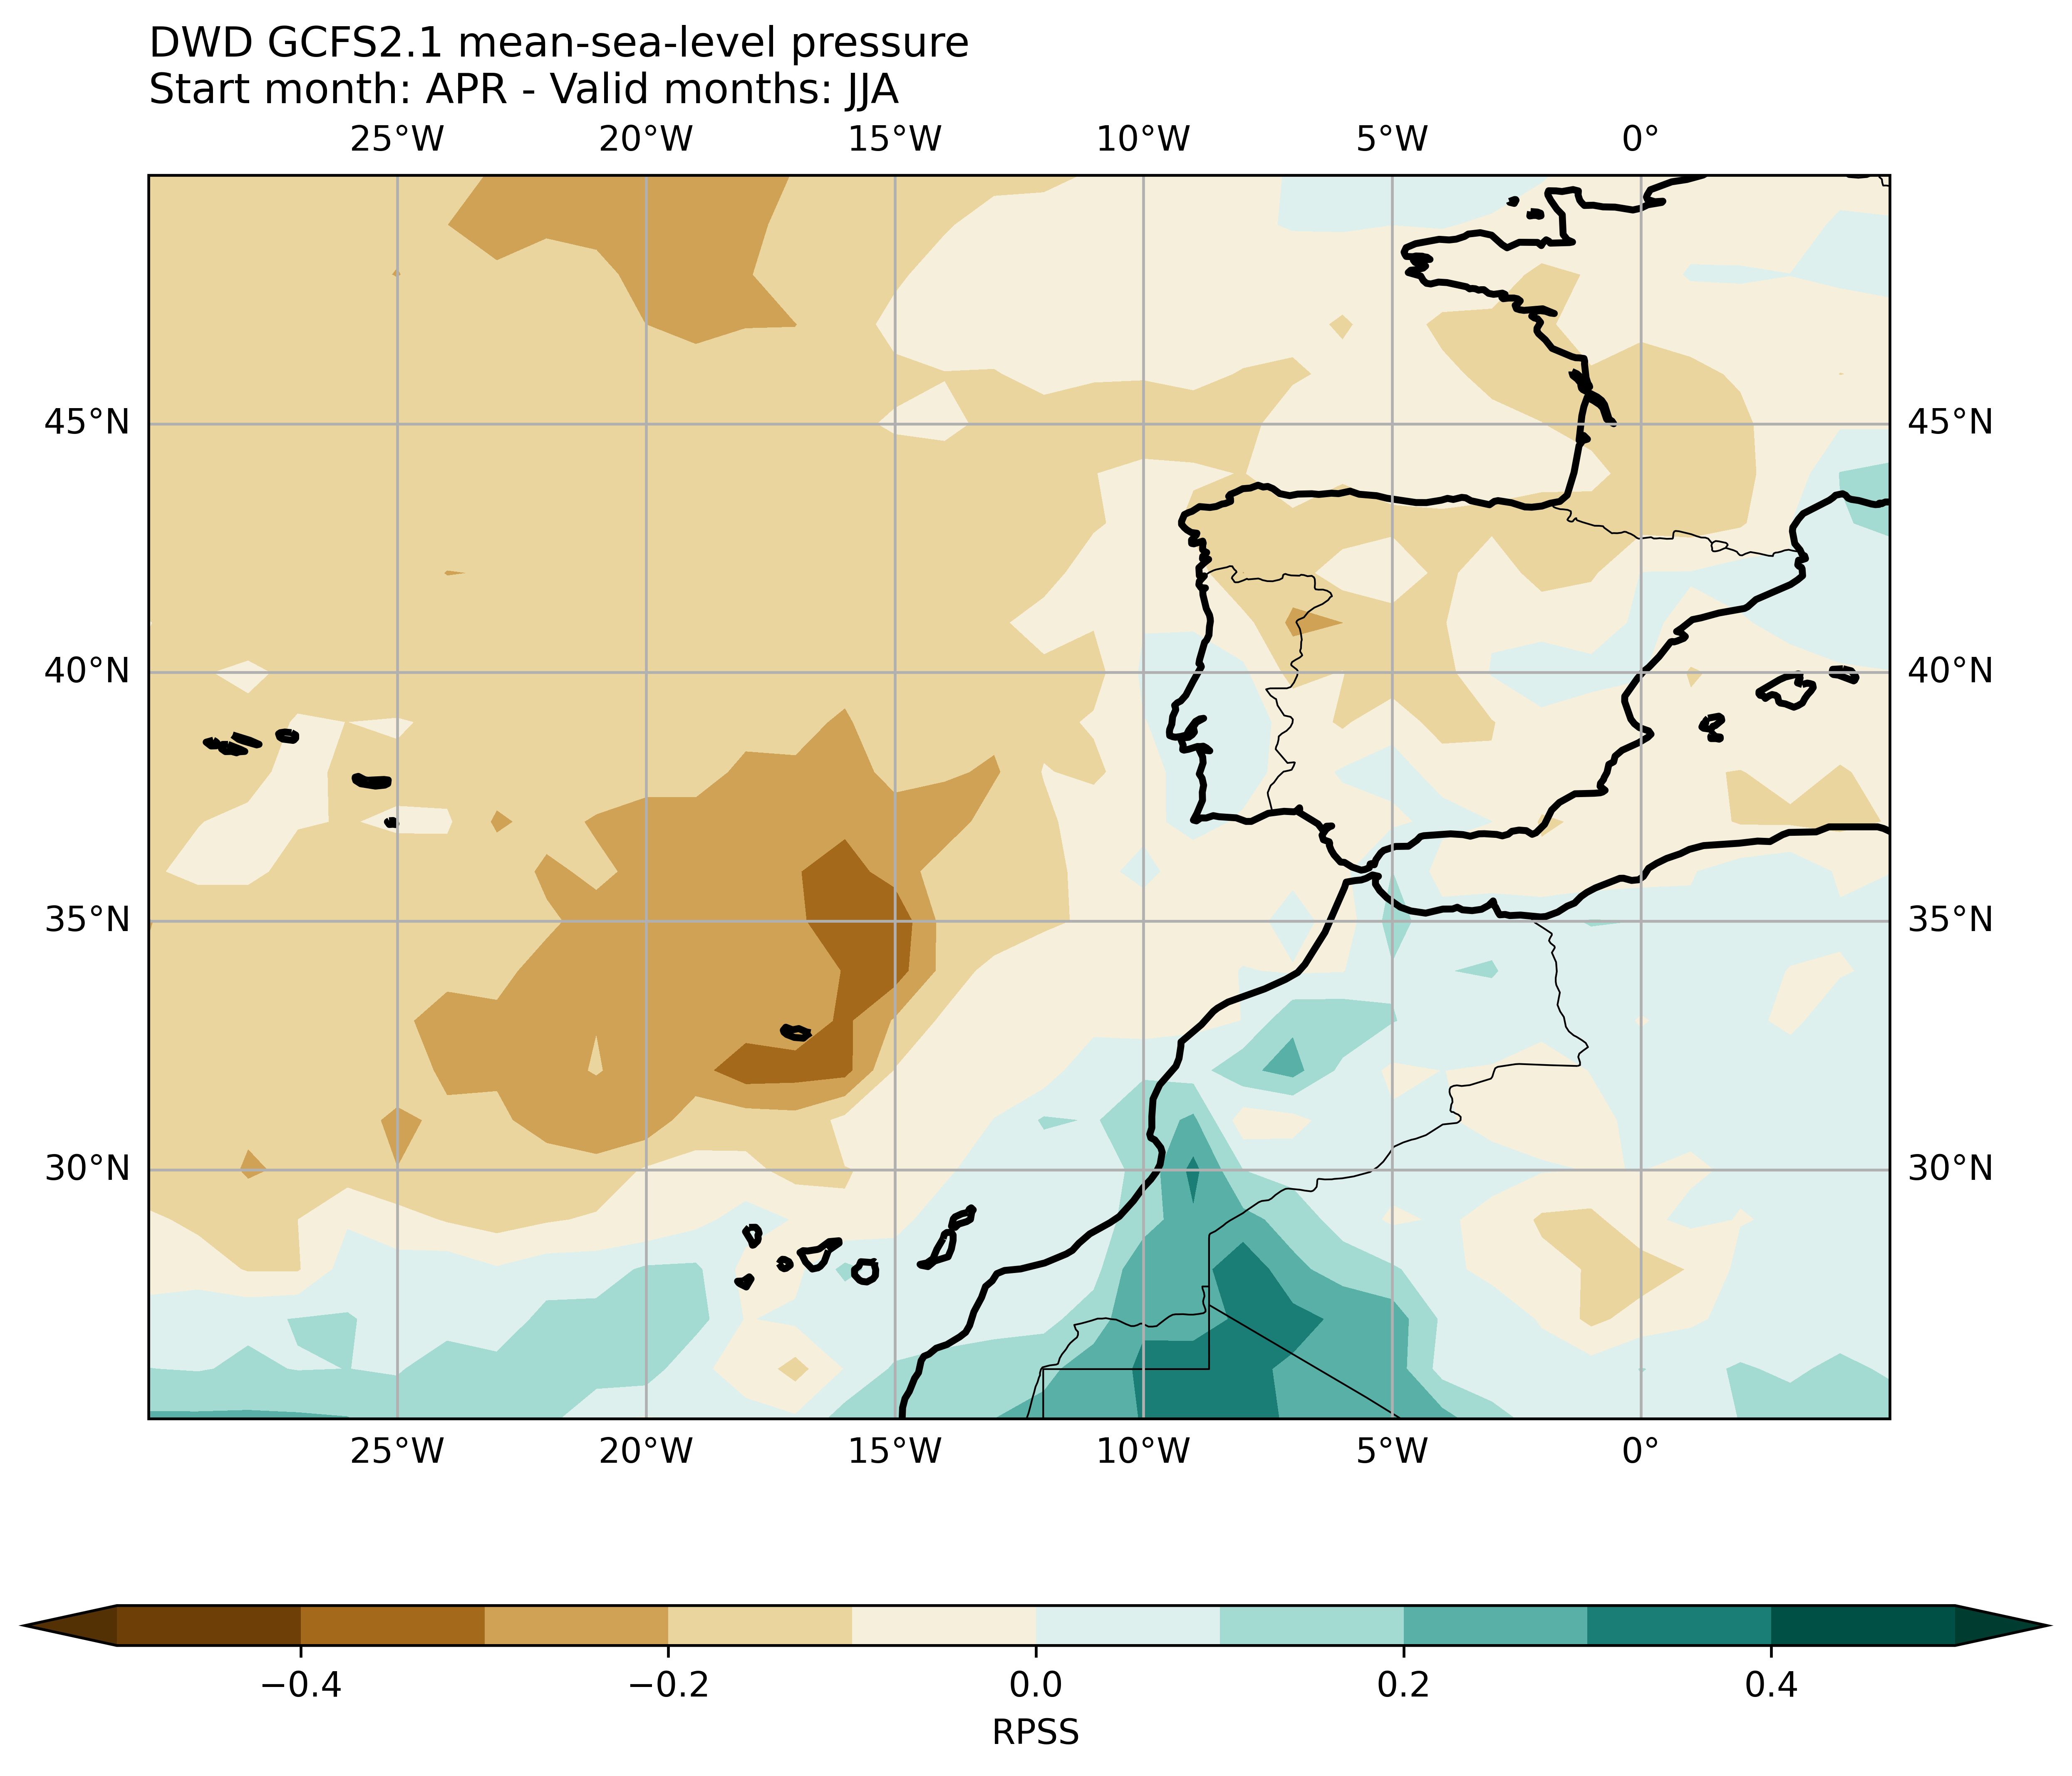 DWD GCFS2.1 mean-sea-level pressure
Start month: APR - Valid months: JJA
25°W 20°W 15°W 10°W 5°W 0°
45°N 45°N
40°N 40°N
35°N 35°N
30°N 30°N
25°W 20°W 15°W 10°W 5°W 0°
−0.4 −0.2 0.0 0.2 0.4
RPSS